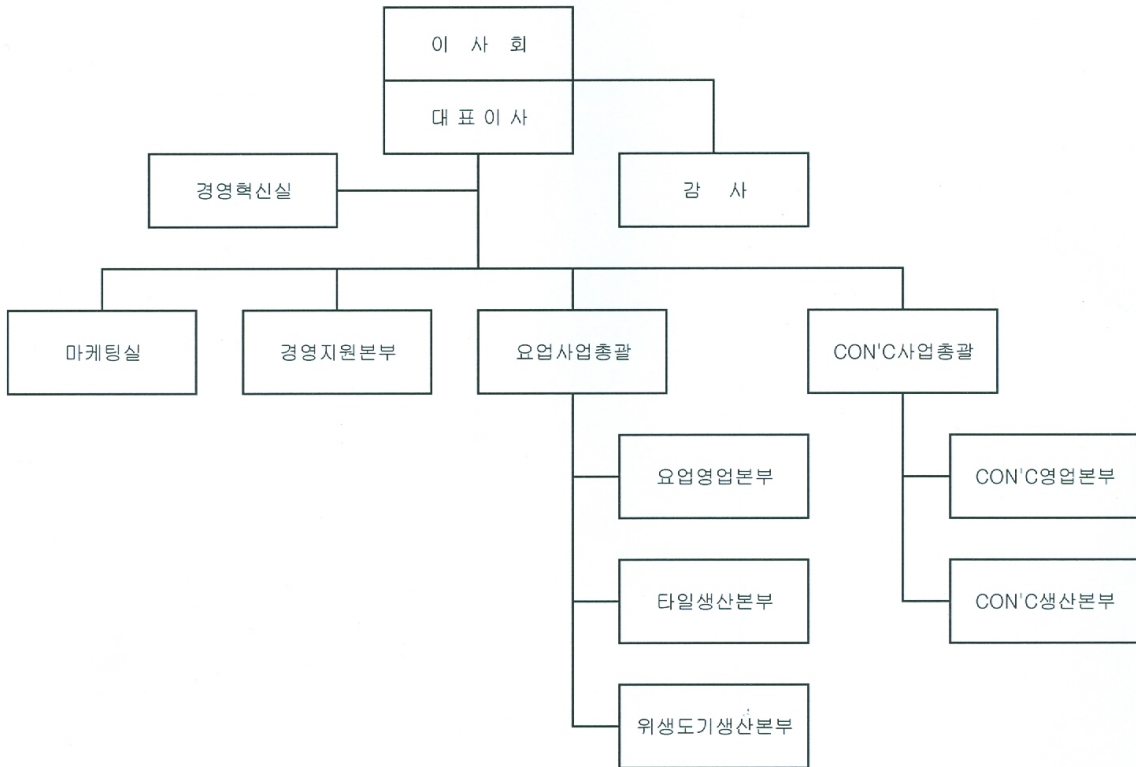 이 사 회
대 표 이 사
경영혁신실
감 사
마케팅실
경영지원본부
요업사업총괄
CON'C사업총괄
요업영업본부
CON'C영업본부
타일생산본부
CON'C생산본부
위생도기생산본부